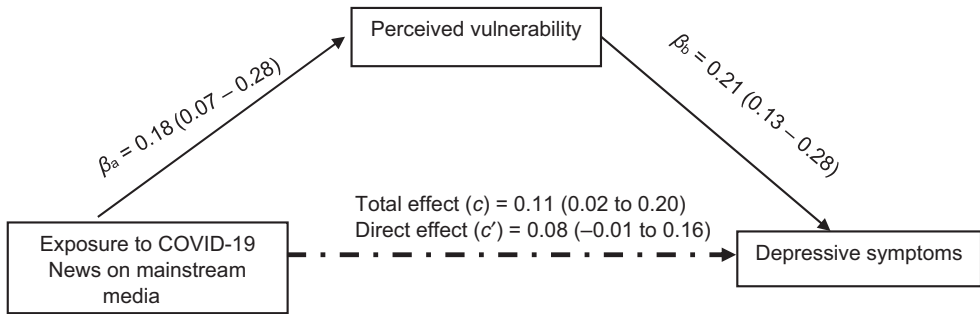 Perceived vulnerability
βa = 0.18 (0.07 – 0.28)
βb = 0.21 (0.13 – 0.28)
Total effect (c) = 0.11 (0.02 to 0.20)
Direct effect (c′) = 0.08 (–0.01 to 0.16)
Exposure to COVID-19
News on mainstream
media
Depressive symptoms